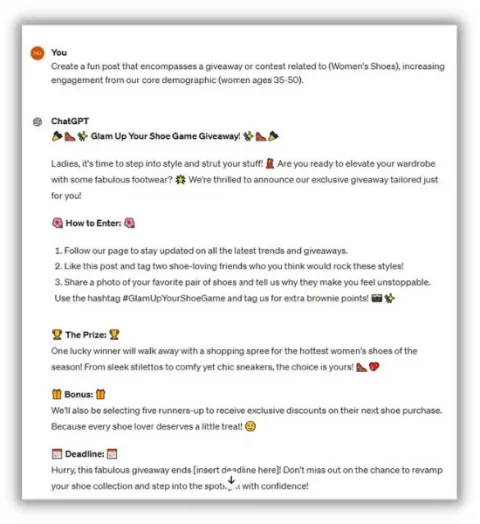 You
Create a fun post that encompasses a giveaway or contest related to (Women's Shoes), increasing
engagement from our core demographic (women ages 35-50).
ChatGPT
🎉👠✨ Glam Up Your Shoe Game Giveaway! ✨👠🎉
Ladies, it's time to step into style and strut your stuff! 💃 Are you ready to elevate your wardrobe
with some fabulous footwear? 🌟 We're thrilled to announce our exclusive giveaway tailored just
for you!
🌺 How to Enter: 🌺
1. Follow our page to stay updated on all the latest trends and giveaways.
2. Like this post and tag two shoe-loving friends who you think would rock these styles!
3. Share a photo of your favorite pair of shoes and tell us why they make you feel unstoppable.
Use the hashtag #GlamUpYourShoeGame and tag us for extra brownie points! 📸✨
🏆 The Prize: 🏆
One lucky winner will walk away with a shopping spree for the hottest women's shoes of the
season! From sleek stilettos to comfy yet chic sneakers, the choice is yours! 👠❤️
🎁 Bonus: 🎁
We'll also be selecting five runners-up to receive exclusive discounts on their next shoe purchase.
Because every shoe lover deserves a little treat! 😊
📅 Deadline: 📅
Hurry, this fabulous giveaway ends [insert deadline here]! Don't miss out on the chance to revamp
your shoe collection and step into the with confidence!